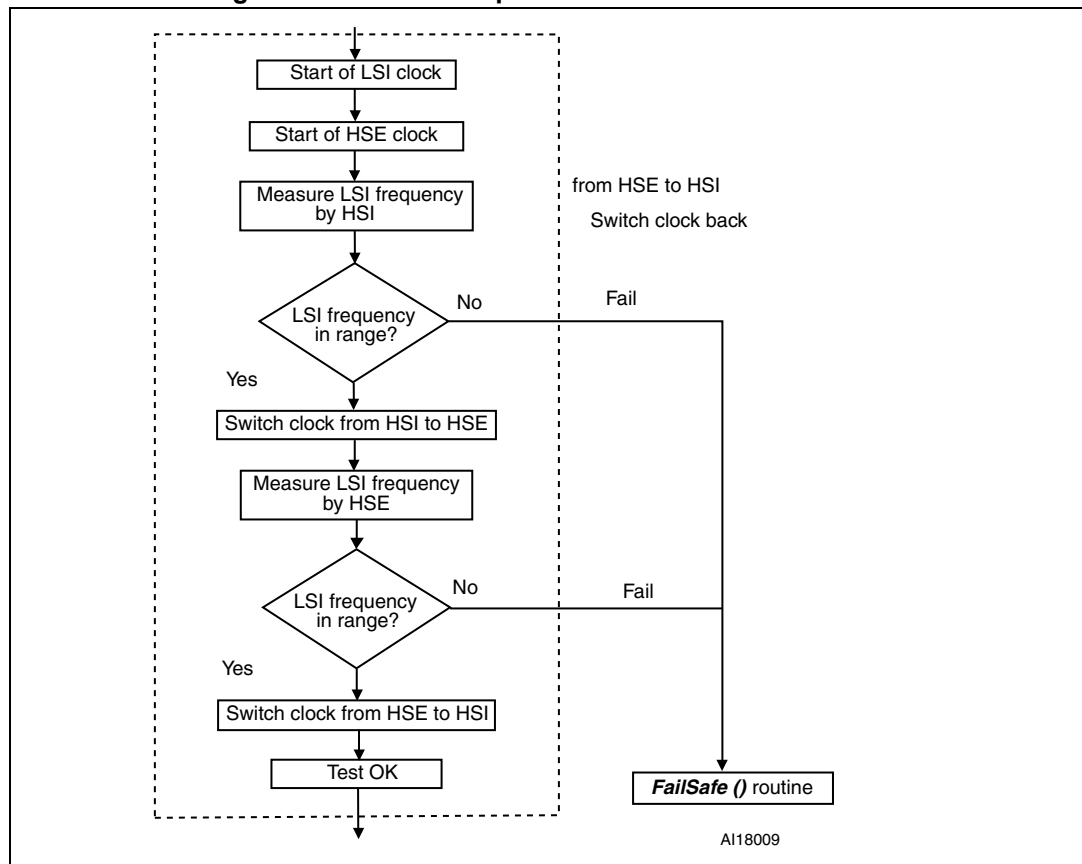 Start of LSI clock
Start of HSE clock
Measure LSI frequency
by HSI
from HSE to HSI
Switch clock back
LSI frequency
in range?
No
Fail
Yes
Switch clock from HSI to HSE
Measure LSI frequency
by HSE
LSI frequency
in range?
No
Fail
Yes
Switch clock from HSE to HSI
Test OK
FailSafe () routine
AI18009